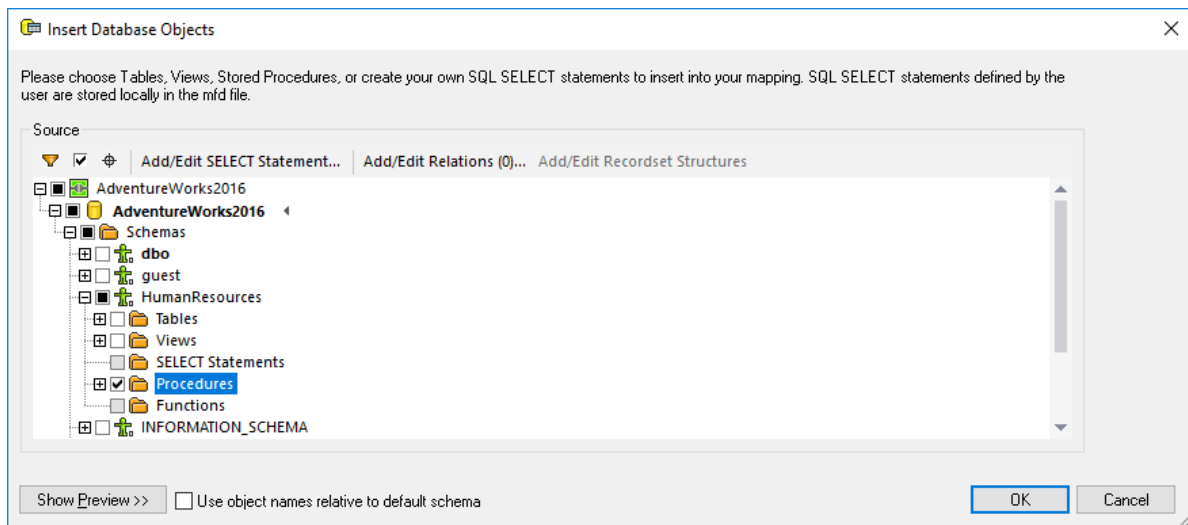 Insert Database Objects
Please choose Tables, Views, Stored Procedures, or create your own SQL SELECT statements to insert into your mapping. SQL SELECT statements defined by the
user are stored locally in the mfd file.
Source
Add/Edit SELECT Statement... Add/Edit Relations (0)... Add/Edit Recordset Structures
AdventureWorks2016
AdventureWorks2016
Schemas
dbo
guest
HumanResources
Tables
Views
SELECT Statements
Procedures
Functions
INFORMATION_SCHEMA
Show Preview >> Use object names relative to default schema OK Cancel